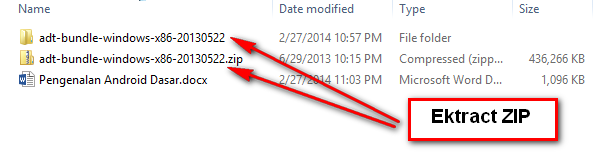 Name Date modified Type Size
adt-bundle-windows-x86-20130522 2/27/2014 10:57 PM File folder
adt-bundle-windows-x86-20130522.zip 6/29/2013 10:15 PM Compressed (zipp... 436,266 KB
Pengenalan Android Dasar.docx 2/27/2014 11:03 PM Microsoft Word D... 1,096 KB
Ektract ZIP